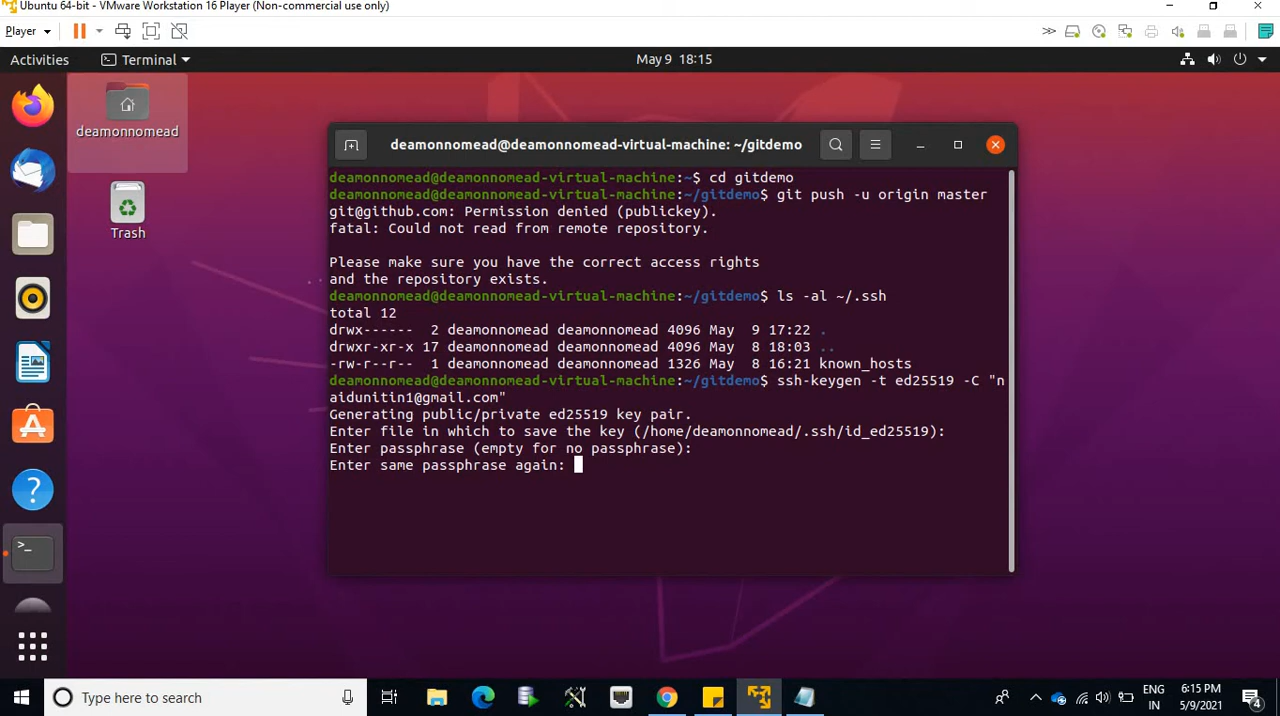 Ubuntu 64-bit - VMware Workstation 16 Player (Non-commercial use only)
Player
Activities
Terminal
May 9 18:15
deamonnomead
Trash
deamonnomead@deamonnomead-virtual-machine: ~/gitdemo
deamonnomead@deamonnomead-virtual-machine:~$ cd gitdemo
deamonnomead@deamonnomead-virtual-machine:~/gitdemo$ git push -u origin master
git@github.com: Permission denied (publickey).
fatal: Could not read from remote repository.
Please make sure you have the correct access rights
and the repository exists.
deamonnomead@deamonnomead-virtual-machine:~/gitdemo$ ls -al ~/.ssh
total 12
drwx------  2 deamonnomead deamonnomead 4096 May  9 17:22 .
drwxr-xr-x 17 deamonnomead deamonnomead 4096 May  8 18:03 ..
-rw-r--r--  1 deamonnomead deamonnomead 1326 May  8 16:21 known_hosts
deamonnomead@deamonnomead-virtual-machine:~/gitdemo$ ssh-keygen -t ed25519 -C "n
aidunitin1@gmail.com"
Generating public/private ed25519 key pair.
Enter file in which to save the key (/home/deamonnomead/.ssh/id_ed25519):
Enter passphrase (empty for no passphrase):
Enter same passphrase again:
Type here to search
ENG
IN
6:15 PM
5/9/2021
4